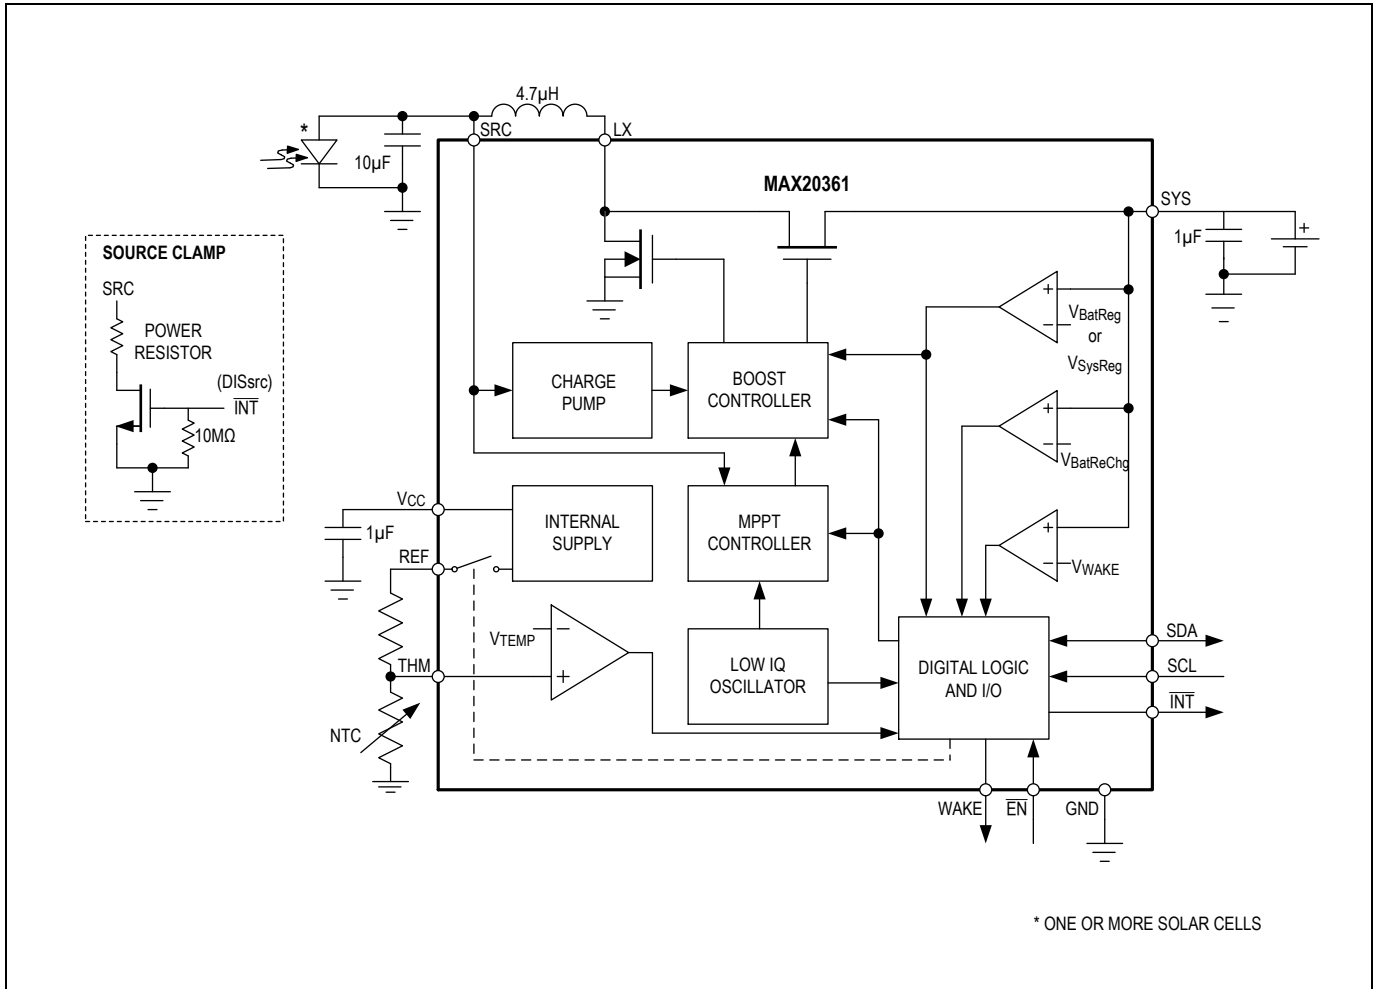 4.7µH
*
SRC
LX
10µF
MAX20361
SYS
1µF
+
SOURCE CLAMP
SRC
POWER
RESISTOR
(DISsrc)
INT
10MΩ
+
−
VBatReg
or
VSysReg
CHARGE
PUMP
BOOST
CONTROLLER
+
−
VBatReChg
VCC
1µF
INTERNAL
SUPPLY
MPPT
CONTROLLER
+
−
VWAKE
REF
VTEMP
−
+
THM
NTC
LOW IQ
OSCILLATOR
DIGITAL LOGIC
AND I/O
SDA
SCL
INT
WAKE
EN
GND
* ONE OR MORE SOLAR CELLS